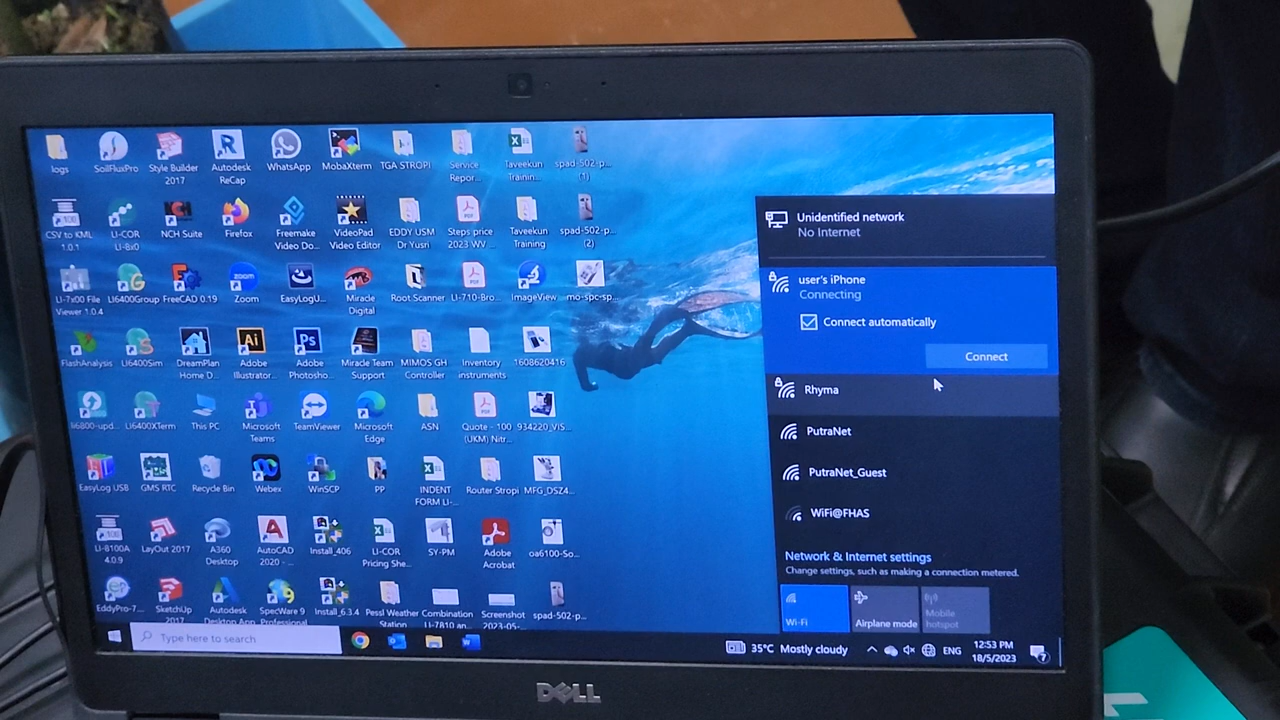 logs
SoilFluxPro
Style Builder
2017
Autodesk
ReCap
WhatsApp
MobaXterm
TGA STROPI
Service
Repor...
Taveekun
Trainin...
spad-502-p...
(1)
CSV to KML
1.0.1
LI-COR
LI-8x0
NCH Suite
Firefox
Freemake
Video Do...
VideoPad
Video Editor
EDDY USM
Dr Yusri
Steps price
2023 WV ...
Taveekun
Training
spad-502-p...
(2)
LI-7x00 File
Viewer 1.0.4
LI6400Group
FreeCAD 0.19
Zoom
EasyLogU...
Miracle
Digital
Root Scanner
LI-710-Bro...
ImageView
mo-spc-sp...
FlashAnalysis
LI6400Sim
DreamPlan
Home D...
Adobe
Illustrator...
Adobe
Photosho...
Miracle Team
Support
MIMOS GH
Controller
Inventory
instruments
1608620416
li6800-upd...
LI6400XTerm
This PC
Microsoft
Teams
TeamViewer
Microsoft
Edge
ASN
Quote - 100
(UKM) Nitr...
934220_VIS...
EasyLog USB
GMS RTC
Recycle Bin
Webex
WinSCP
PP
INDENT
FORM LI-...
Router Stropi
MFG_DSZ4...
LI-8100A
4.0.9
LayOut 2017
A360
Desktop
AutoCAD
2020 - ...
Install_406
LI-COR
Pricing She...
SY-PM
Adobe
Acrobat
oa6100-So...
EddyPro-7...
SketchUp
2017
Autodesk
Desktop App
SpecWare 9
Professional
Install_6.3.4
Pessl Weather
Station
Combination
LI-7810 an...
Screenshot
2023-05-...
spad-502-p...
Unidentified network
No Internet
user's iPhone
Connecting
Connect automatically
Connect
Rhyma
PutraNet
PutraNet_Guest
WiFi@FHAS
Network & Internet settings
Change settings, such as making a connection metered.
Wi-Fi
Airplane mode
Mobile
hotspot
Type here to search
35°C Mostly cloudy
ENG
12:53 PM
18/5/2023
7
DELL